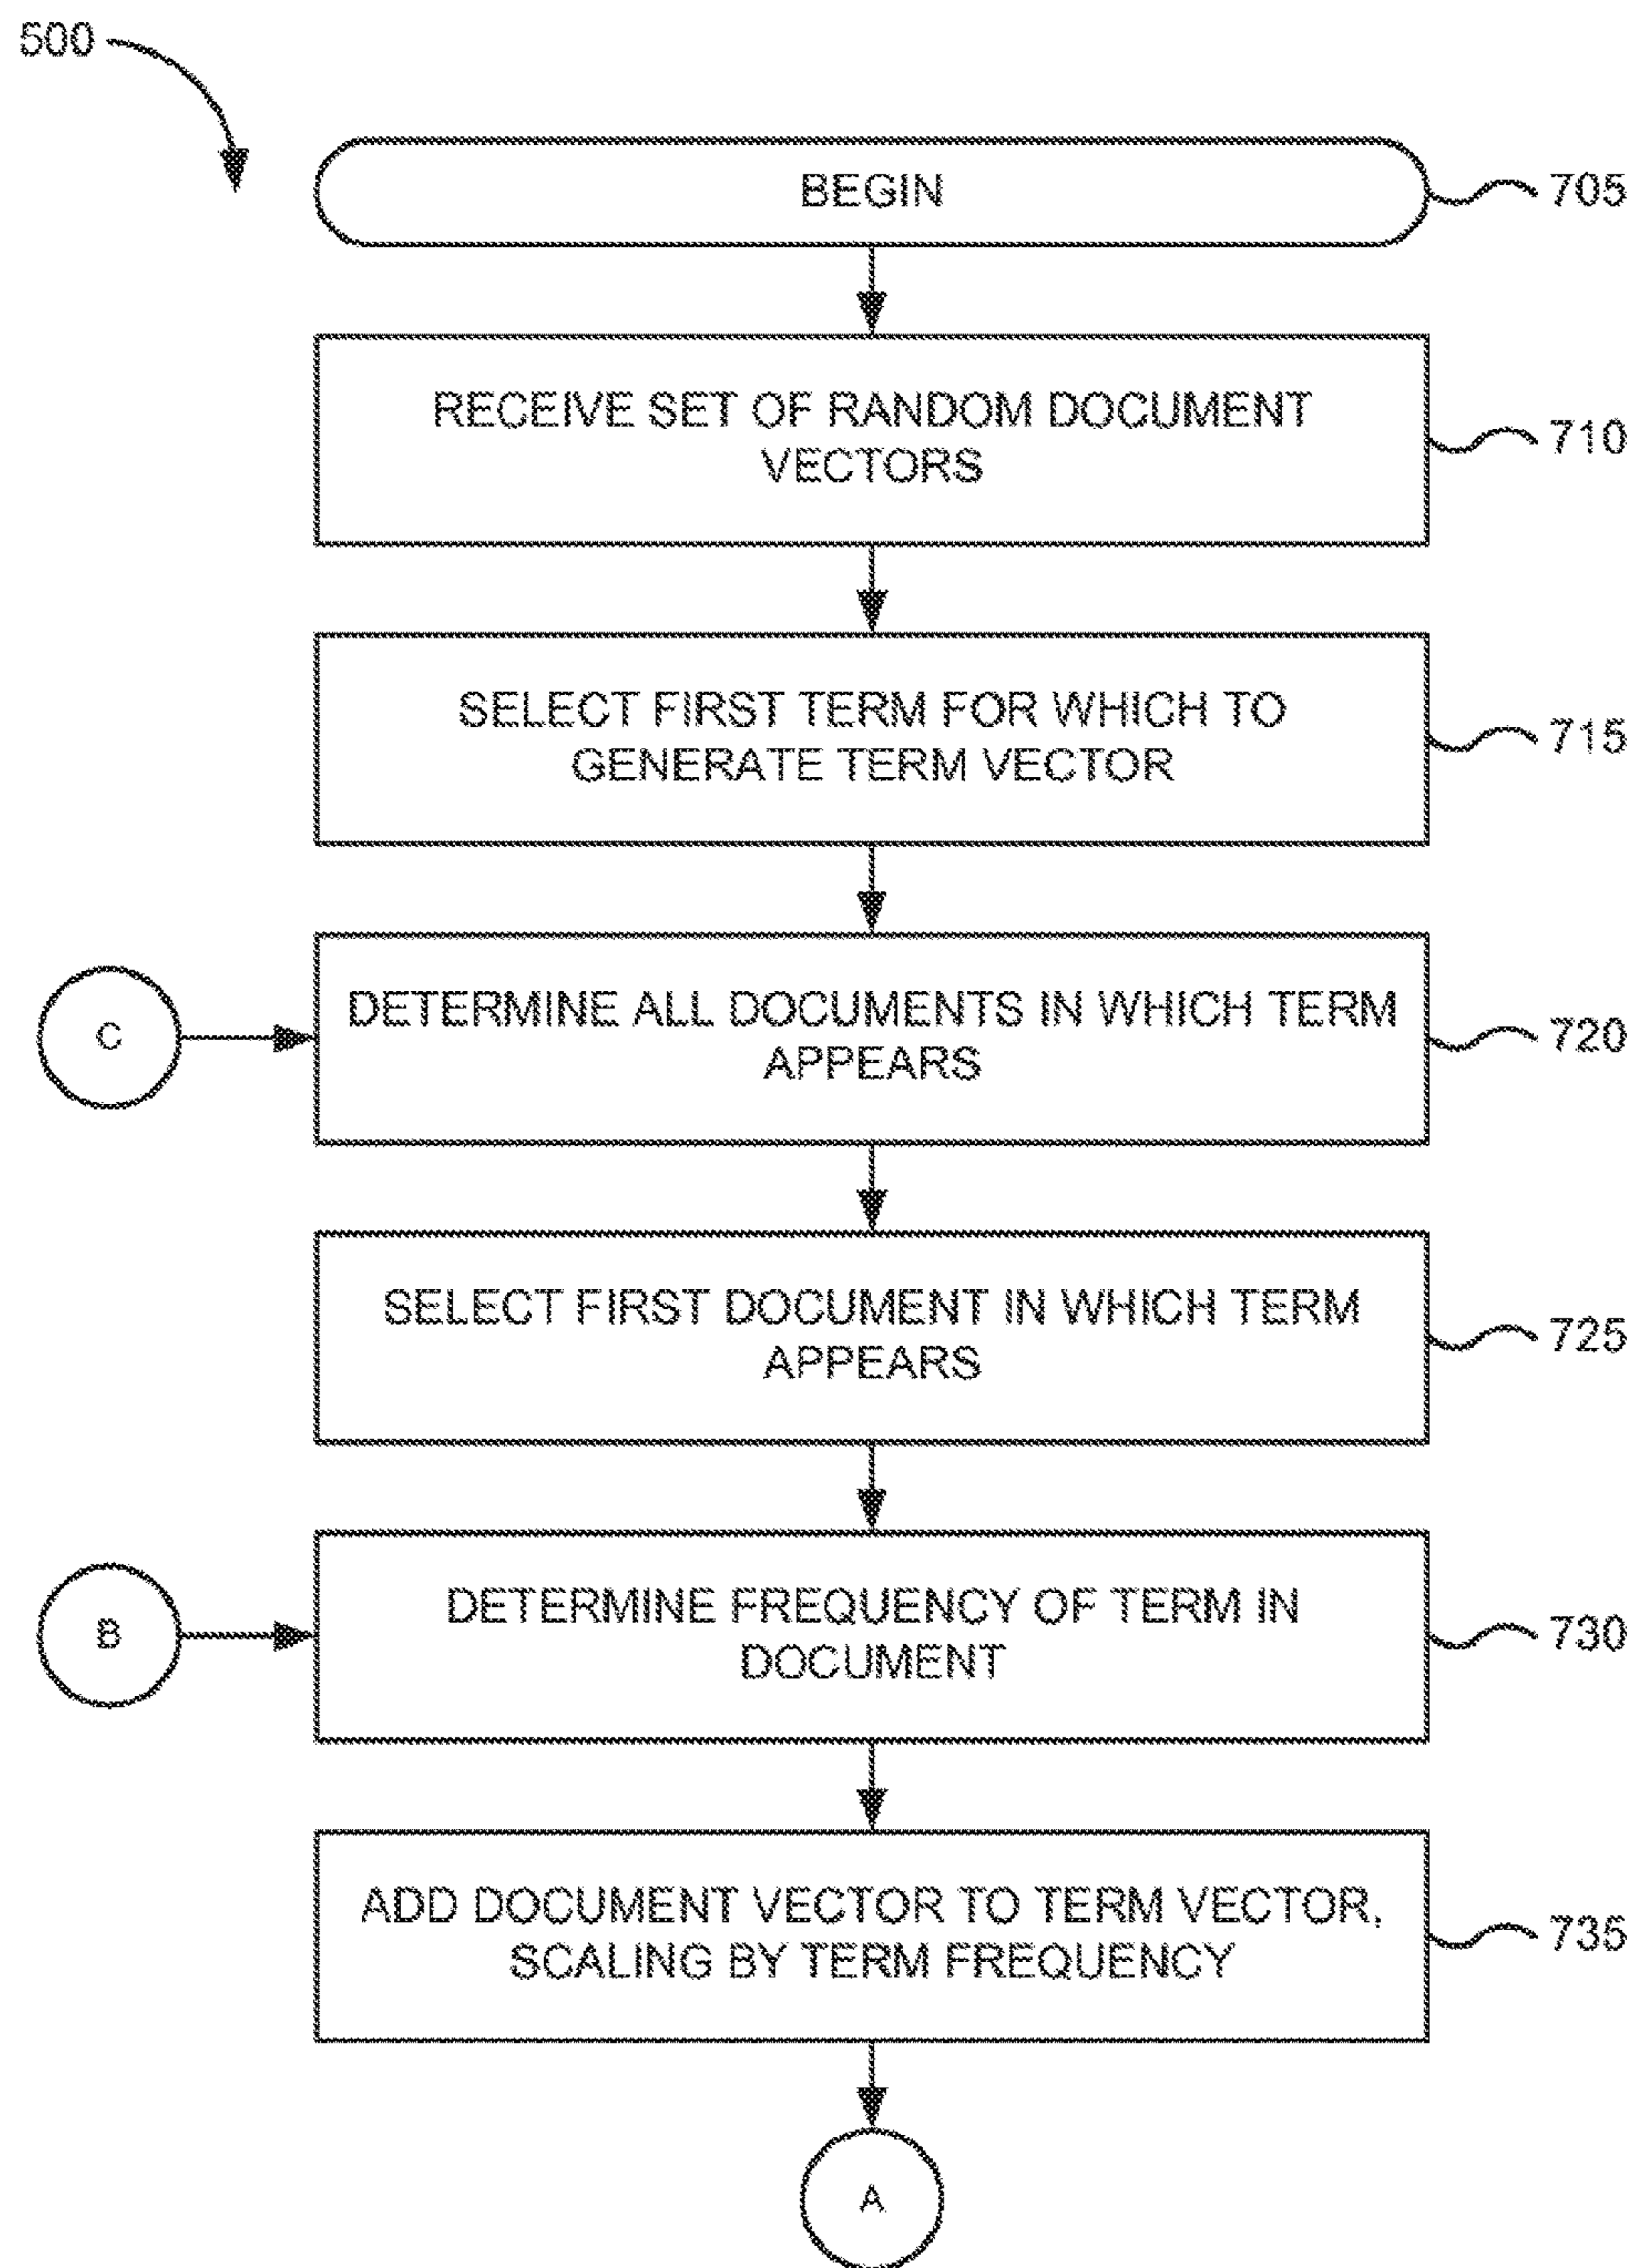 500
BEGIN
705
RECEIVE SET OF RANDOM DOCUMENT
VECTORS
710
SELECT FIRST TERM FOR WHICH TO
GENERATE TERM VECTOR
715
C
DETERMINE ALL DOCUMENTS IN WHICH TERM
APPEARS
720
SELECT FIRST DOCUMENT IN WHICH TERM
APPEARS
725
B
DETERMINE FREQUENCY OF TERM IN
DOCUMENT
730
ADD DOCUMENT VECTOR TO TERM VECTOR,
SCALING BY TERM FREQUENCY
735
A